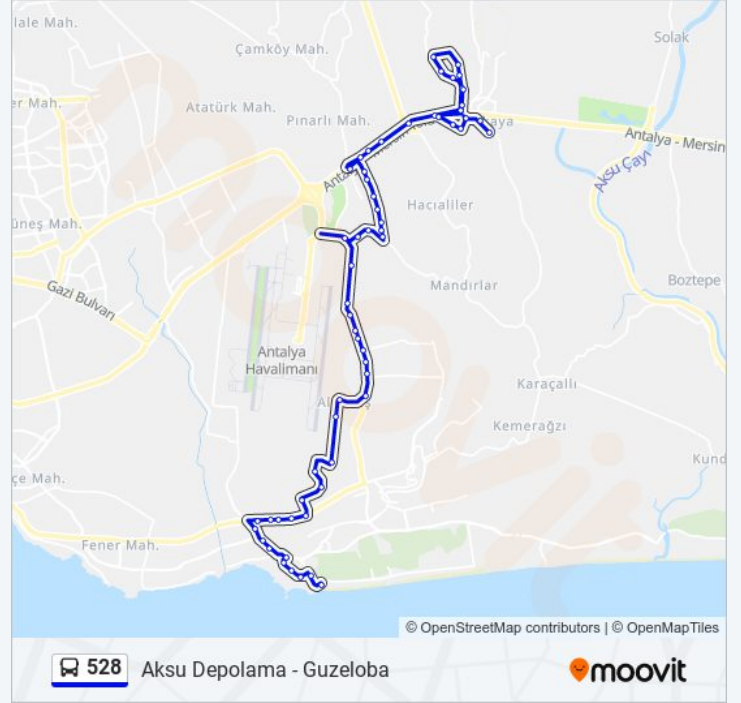 lale Mah.
Solak
Çamköy Mah.
er Mah.
Atatürk Mah.
Pınarlı Mah.
Antalya - Mersin
Aksu Çayı
Hacıaliler
üneş Mah.
Gazi Bulvarı
Mandırlar
Boztepe
Antalya
Havalimanı
Karaçallı
Kemerağzı
Kund
çe Mah.
Fener Mah.
© OpenStreetMap contributors | © OpenMapTiles
528 Aksu Depolama - Guzeloba
moovit